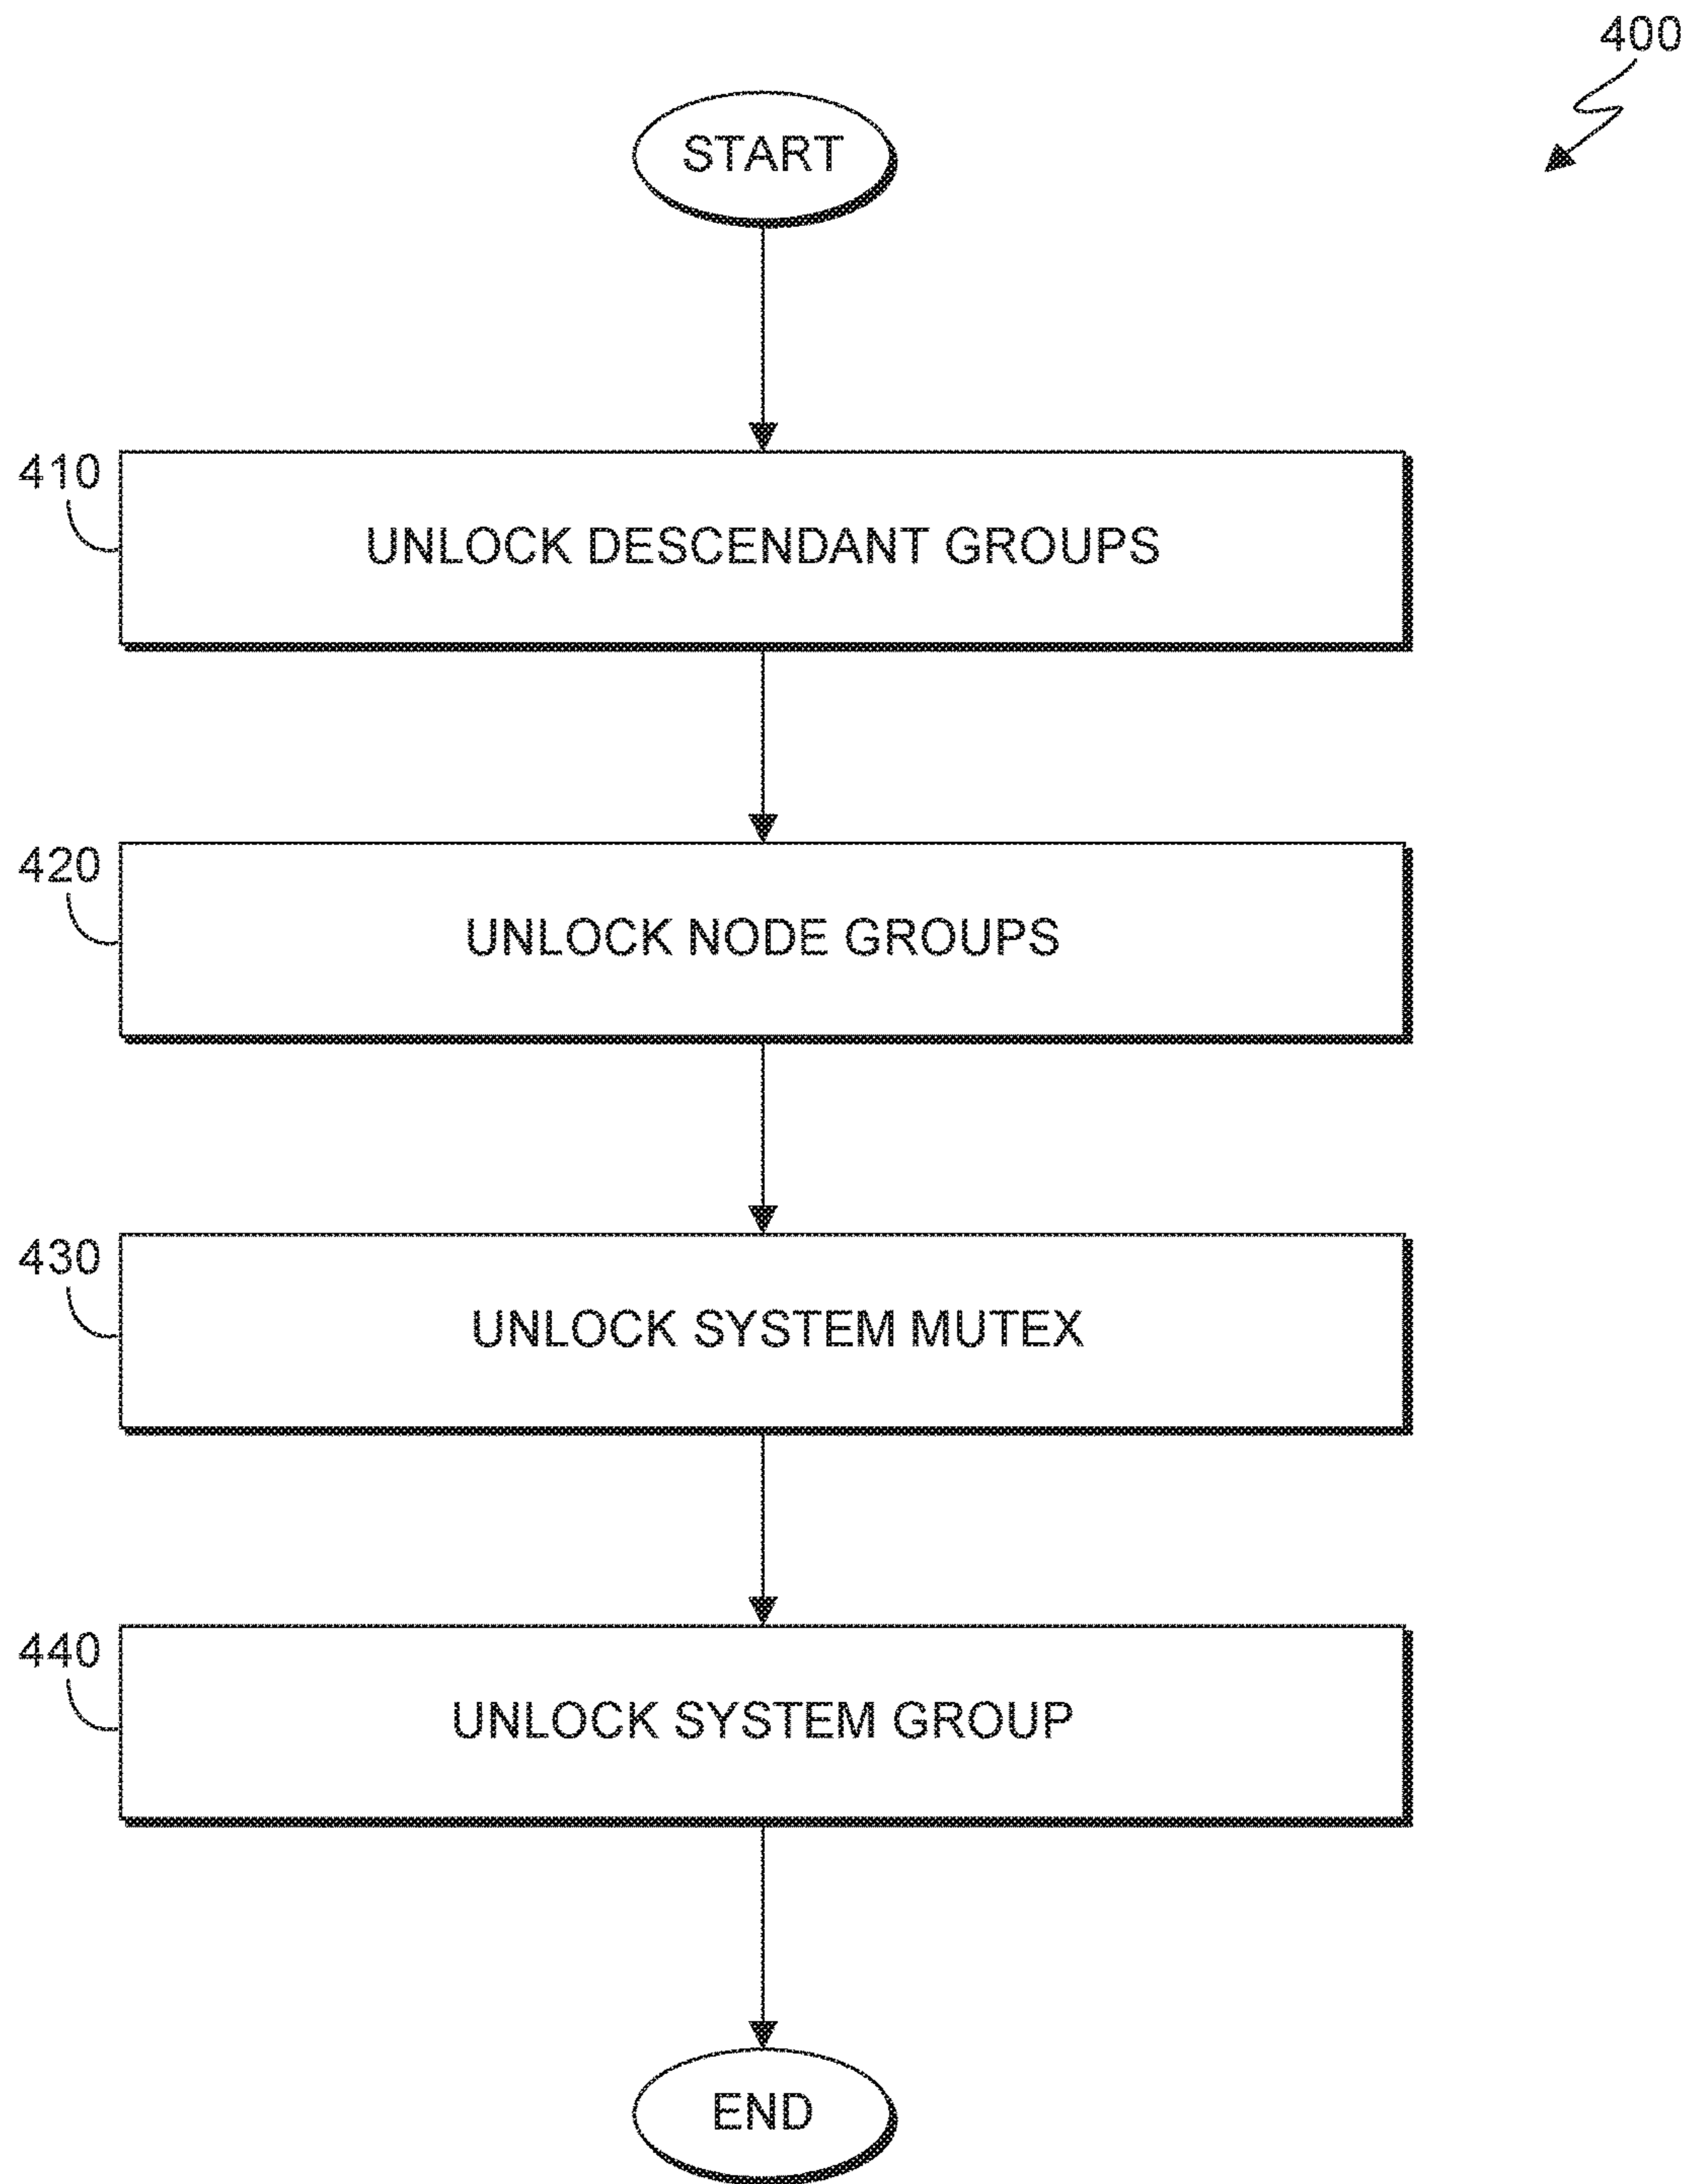 400
START
410
UNLOCK DESCENDANT GROUPS
420
UNLOCK NODE GROUPS
430
UNLOCK SYSTEM MUTEX
440
UNLOCK SYSTEM GROUP
END